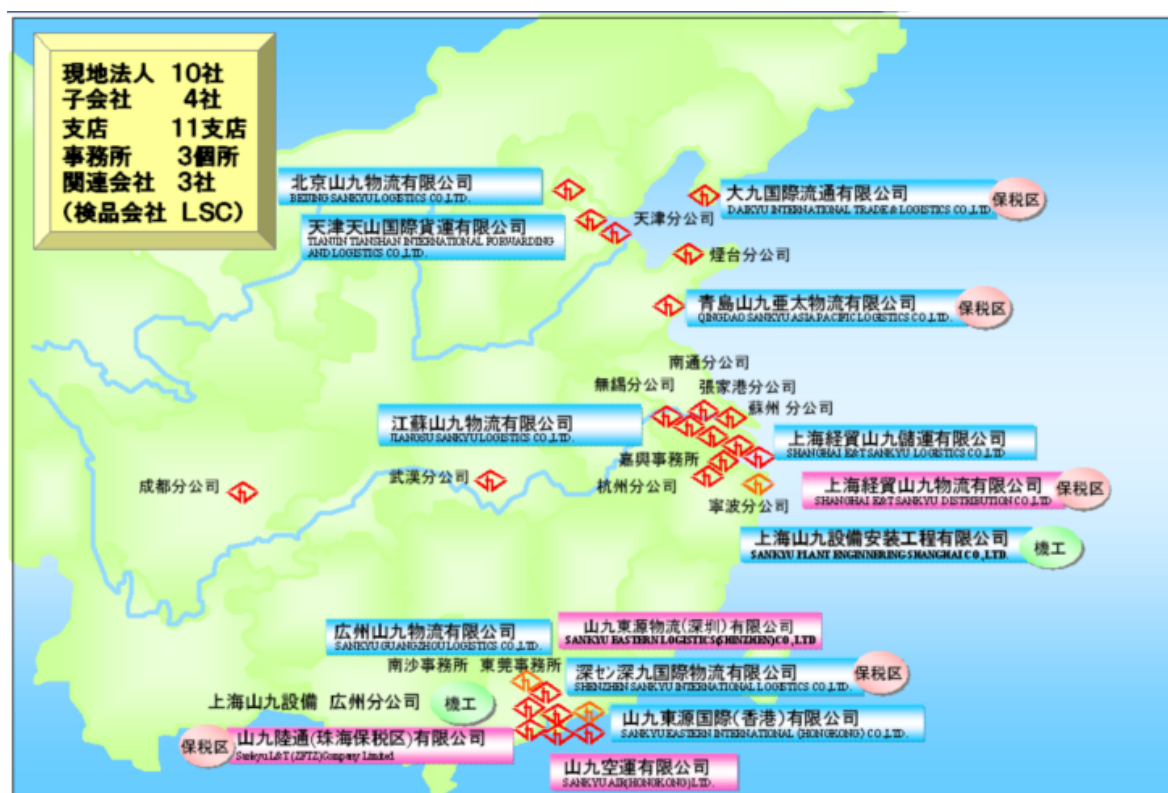 現地法人 10社
子会社 4社
支店 11支店
事務所 3個所
関連会社 3社
(検品会社 LSC)
北京山九物流有限公司
BEIJING SANKYU LOGISTICS CO.,LTD.
大九国際流通有限公司
DAIKYU INTERNATIONAL TRADE & LOGISTICS CO.,LTD.
保税区
天津天山国際貨運有限公司
TIANJIN TIANSHAN INTERNATIONAL FORWARDING
AND LOGISTICS CO.,LTD.
天津分公司
煙台分公司
青島山九亜太物流有限公司
QINGDAO SANKYU ASIA PACIFIC LOGISTICS CO.,LTD.
保税区
南通分公司
無錫分公司
張家港分公司
蘇州 分公司
江蘇山九物流有限公司
JIANGSU SANKYU LOGISTICS CO.,LTD.
上海経貿山九儲運有限公司
SHANGHAI E&T SANKYU LOGISTICS CO.,LTD
嘉興事務所
成都分公司
武漢分公司
杭州分公司
上海経貿山九物流有限公司
SHANGHAI E&T SANKYU DISTRIBUTION CO.,LTD
保税区
寧波分公司
上海山九設備安装工程有限公司
SANKYU PLANT ENGINNERING SHANGHAI CO.,LTD.
機工
広州山九物流有限公司
SANKYU GUANGZHOU LOGISTICS CO.,LTD.
山九東源物流(深圳)有限公司
SANKYU EASTERN LOGISTICS(SHINZHEN)CO.,LTD
南沙事務所 東莞事務所
深セン深九国際物流有限公司
SHENZHEN SANKYU INTERNATIONAL LOGISTICS CO.,LTD.
保税区
上海山九設備 広州分公司
機工
山九東源国際(香港)有限公司
SANKYU EASTERN INTERNATIONAL (HONGKONG) CO.,LTD.
保税区
山九陸通(珠海保税区)有限公司
Sankyu L&T (ZFTZ)Company Limited
山九空運有限公司
SANKYU AIR(HONGKONG)LTD.